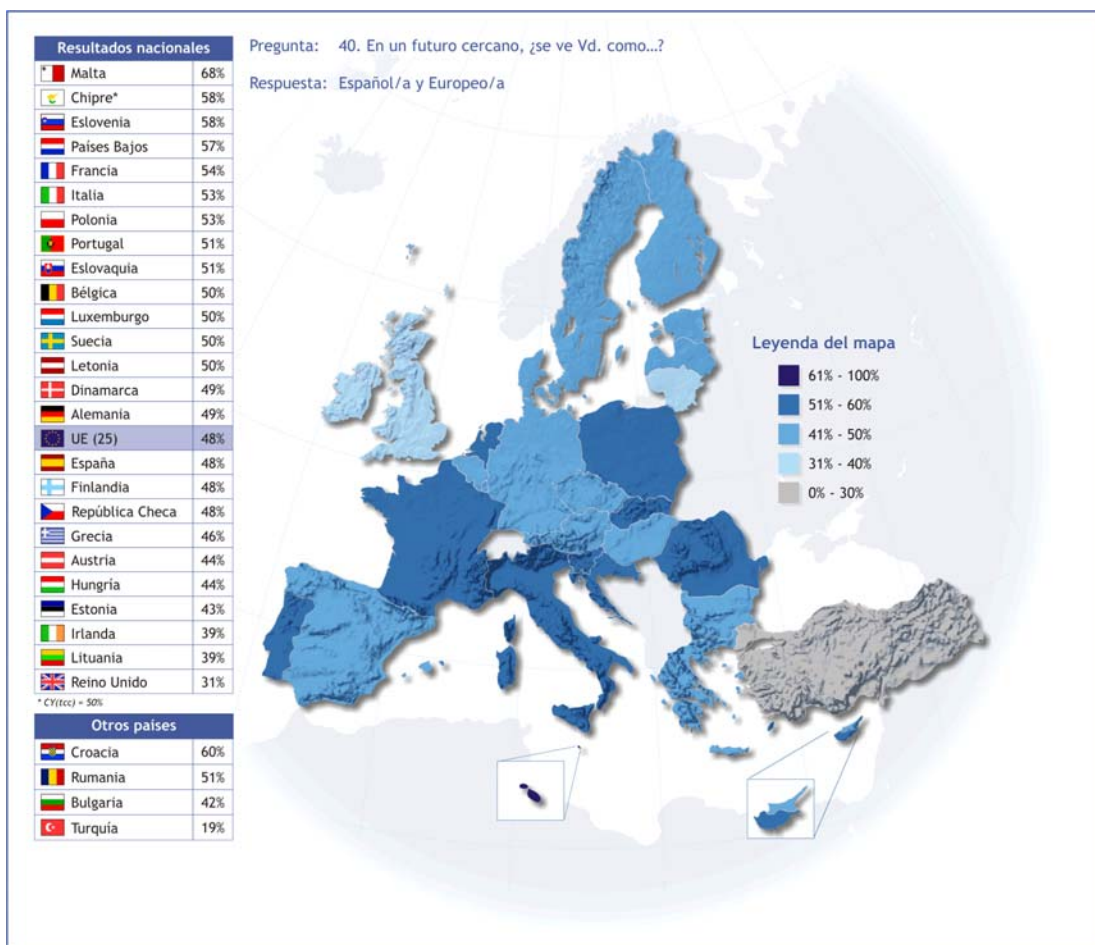 Resultados nacionales
Malta 68%
Chipre* 58%
Eslovenia 58%
Países Bajos 57%
Francia 54%
Italia 53%
Polonia 53%
Portugal 51%
Eslovaquia 51%
Bélgica 50%
Luxemburgo 50%
Suecia 50%
Letonia 50%
Dinamarca 49%
Alemania 49%
UE (25) 48%
España 48%
Finlandia 48%
República Checa 48%
Grecia 46%
Austria 44%
Hungría 44%
Estonia 43%
Irlanda 39%
Lituania 39%
Reino Unido 31%
* CY(tcc) = 50%
Otros países
Croacia 60%
Rumania 51%
Bulgaria 42%
Turquía 19%
Pregunta: 40. En un futuro cercano, ¿se ve Vd. como...?
Respuesta: Español/a y Europeo/a
Leyenda del mapa
61% - 100%
51% - 60%
41% - 50%
31% - 40%
0% - 30%